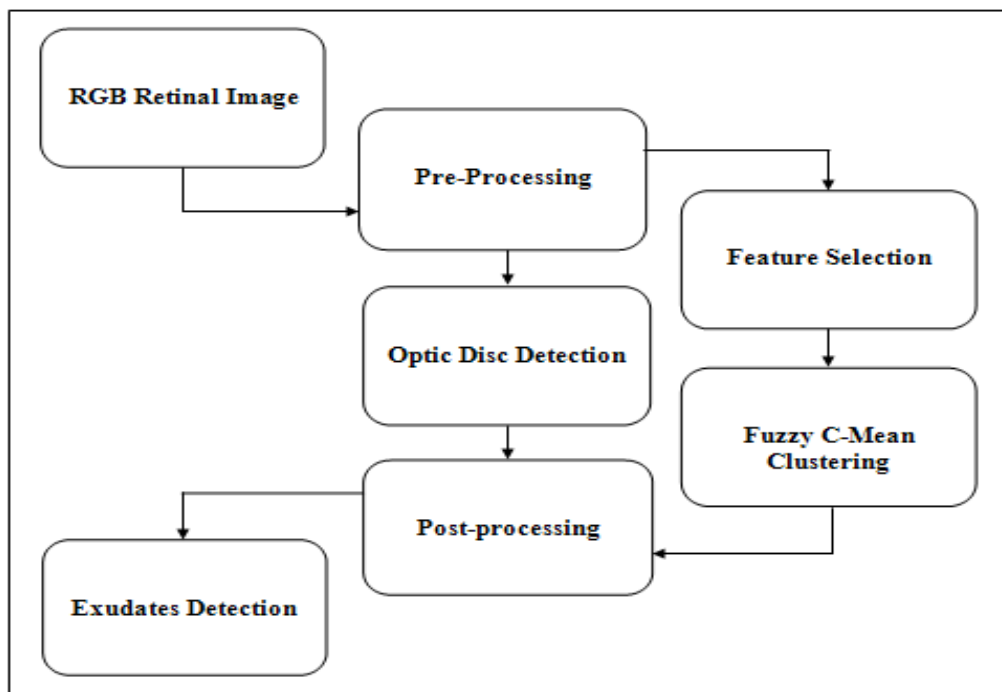 RGB Retinal Image
Pre-Processing
Feature Selection
Optic Disc Detection
Fuzzy C-Mean
Clustering
Post-processing
Exudates Detection